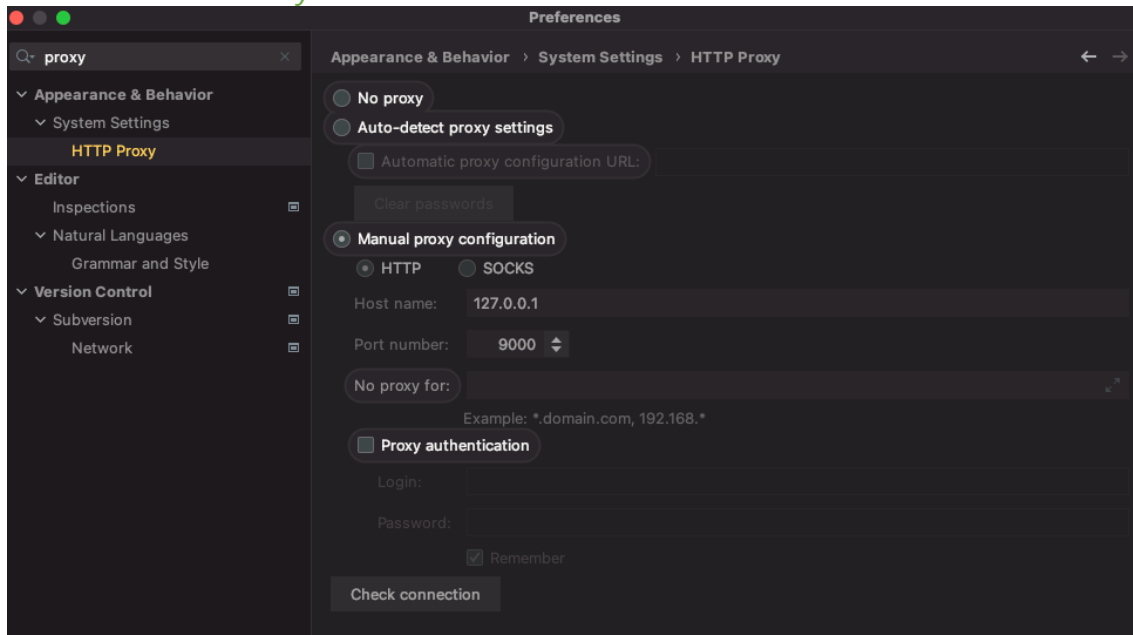 Preferences
proxy
Appearance & Behavior › System Settings › HTTP Proxy
Appearance & Behavior
System Settings
HTTP Proxy
Editor
Inspections
Natural Languages
Grammar and Style
Version Control
Subversion
Network
No proxy
Auto-detect proxy settings
Automatic proxy configuration URL:
Clear passwords
Manual proxy configuration
HTTP SOCKS
Host name: 127.0.0.1
Port number: 9000
No proxy for:
Example: *.domain.com, 192.168.*
Proxy authentication
Login:
Password:
Remember
Check connection